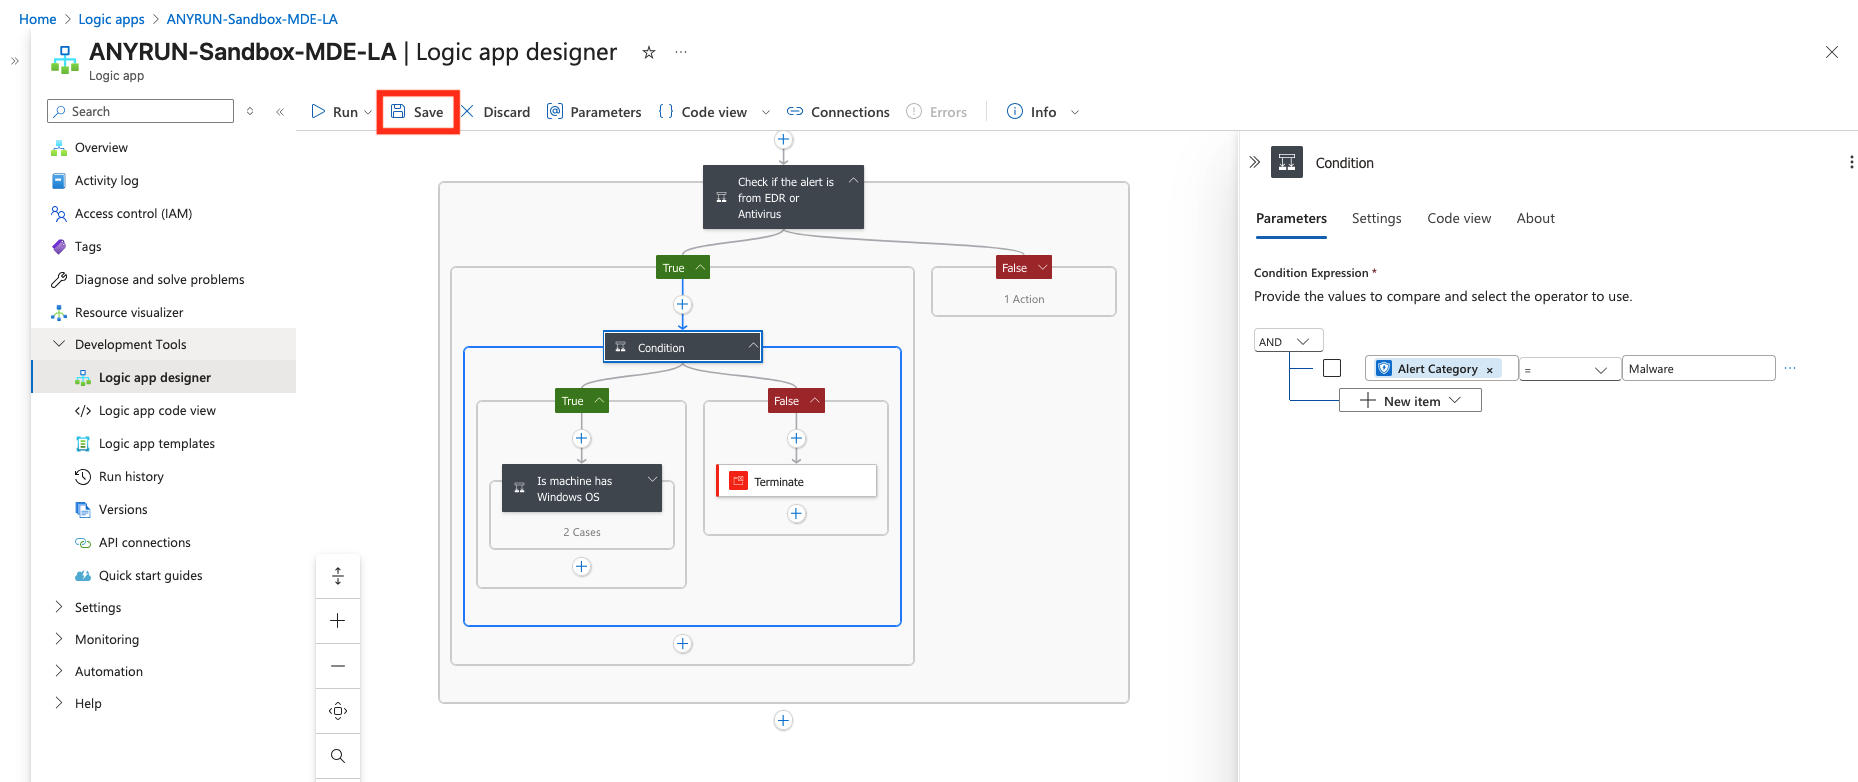 Home > Logic apps > ANYRUN-Sandbox-MDE-LA
ANYRUN-Sandbox-MDE-LA | Logic app designer
Logic app
Search
Run
Save
Discard
Parameters
Code view
Connections
Errors
Info
Overview
Activity log
Access control (IAM)
Tags
Diagnose and solve problems
Resource visualizer
Development Tools
Logic app designer
Logic app code view
Logic app templates
Run history
Versions
API connections
Quick start guides
Settings
Monitoring
Automation
Help
Check if the alert is
from EDR or
Antivirus
True
False
1 Action
Condition
True
False
Is machine has
Windows OS
2 Cases
Terminate
Condition
Parameters
Settings
Code view
About
Condition Expression *
Provide the values to compare and select the operator to use.
AND
Alert Category ×
=
Malware
New item